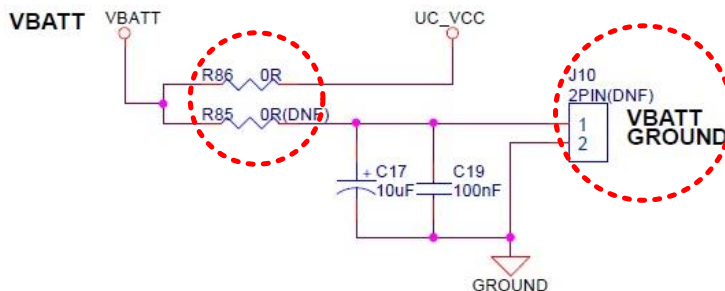 VBATT VBATT UC_VCC
R86 0R
R85 0R(DNF)
J10
2PIN(DNF)
1 VBATT
2 GROUND
+ C17
10uF
C19
100nF
GROUND